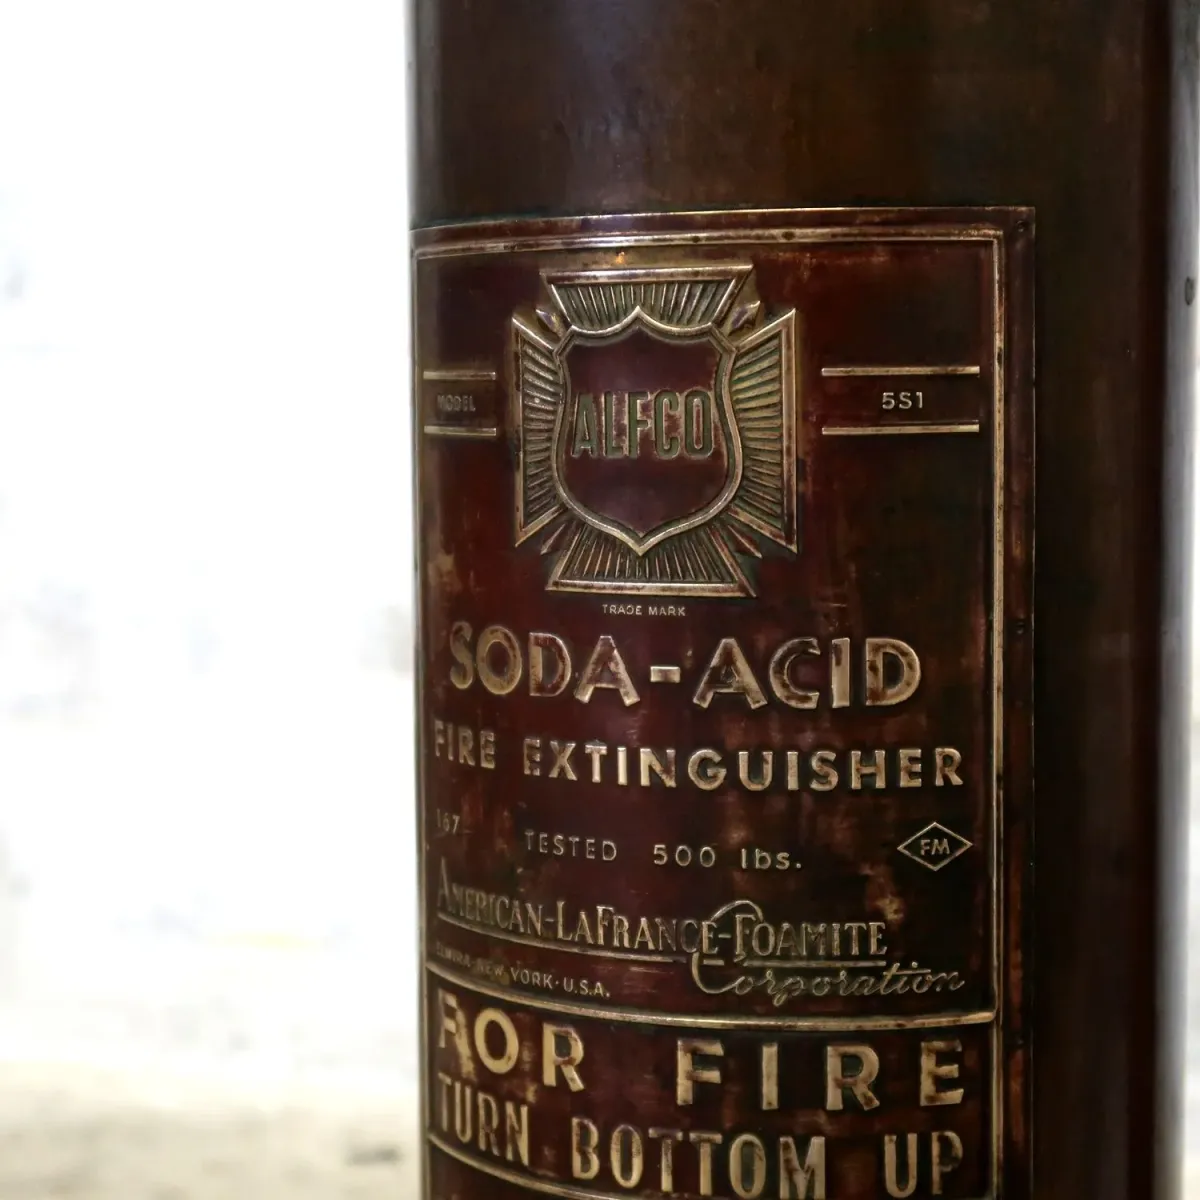 ALFCO
MODEL 5S1
TRADE MARK
SODA-ACID
FIRE EXTINGUISHER
167 TESTED 500 lbs. FM
AMERICAN-LAFRANCE-FOAMITE
Corporation
ELMIRA·NEW YORK·U.S.A.
FOR FIRE
TURN BOTTOM UP